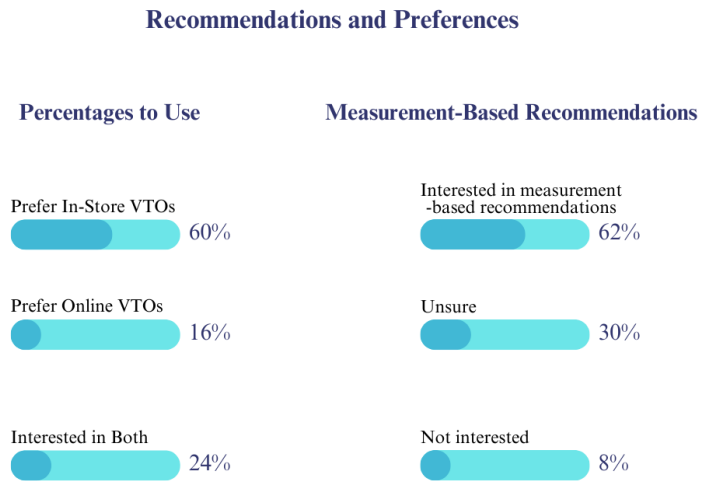 Recommendations and Preferences
Percentages to Use
Prefer In-Store VTOs
60%
Prefer Online VTOs
16%
Interested in Both
24%
Measurement-Based Recommendations
Interested in measurement
-based recommendations
62%
Unsure
30%
Not interested
8%